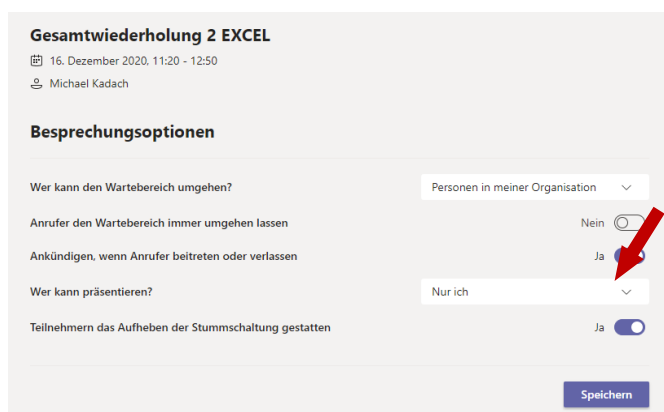 Gesamtwiederholung 2 EXCEL
16. Dezember 2020, 11:20 - 12:50
Michael Kadach
Besprechungsoptionen
Wer kann den Wartebereich umgehen? Personen in meiner Organisation
Anrufer den Wartebereich immer umgehen lassen Nein
Ankündigen, wenn Anrufer beitreten oder verlassen Ja
Wer kann präsentieren? Nur ich
Teilnehmern das Aufheben der Stummschaltung gestatten Ja
Speichern